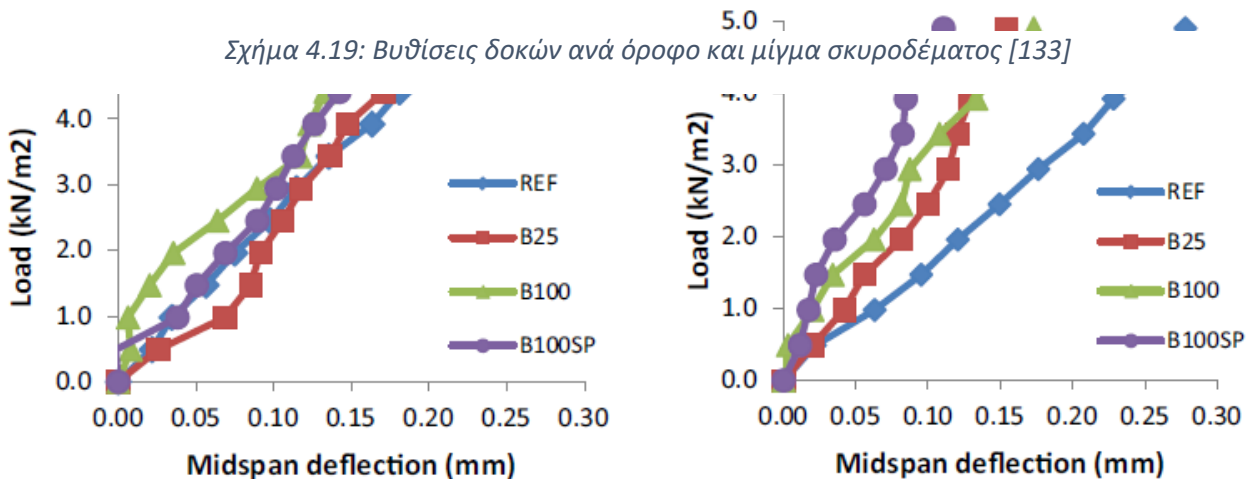 5.0
Σχήμα 4.19: Βυθίσεις δοκών ανά όροφο και μίγμα σκυροδέματος [133]
Load (kN/m2)
4.0
3.0
2.0
1.0
0.0
0.00 0.05 0.10 0.15 0.20 0.25 0.30
Midspan deflection (mm)
REF
B25
B100
B100SP
Load (kN/m2)
4.0
3.0
2.0
1.0
0.0
0.00 0.05 0.10 0.15 0.20 0.25 0.30
Midspan deflection (mm)
REF
B25
B100
B100SP